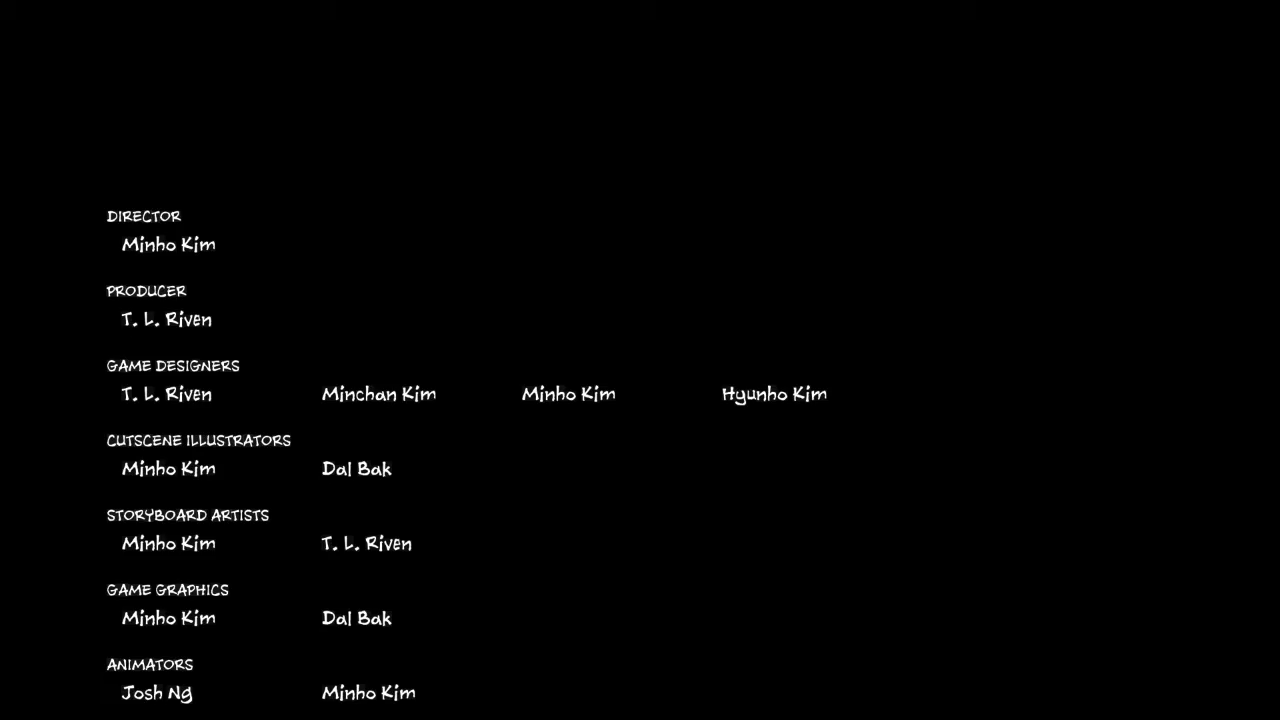 DIRECTOR
Minho Kim
PRODUCER
T. L. Riven
GAME DESIGNERS
T. L. Riven Minchan Kim Minho Kim Hyunho Kim
CUTSCENE ILLUSTRATORS
Minho Kim Dal Bak
STORYBOARD ARTISTS
Minho Kim T. L. Riven
GAME GRAPHICS
Minho Kim Dal Bak
ANIMATORS
Josh Ng Minho Kim